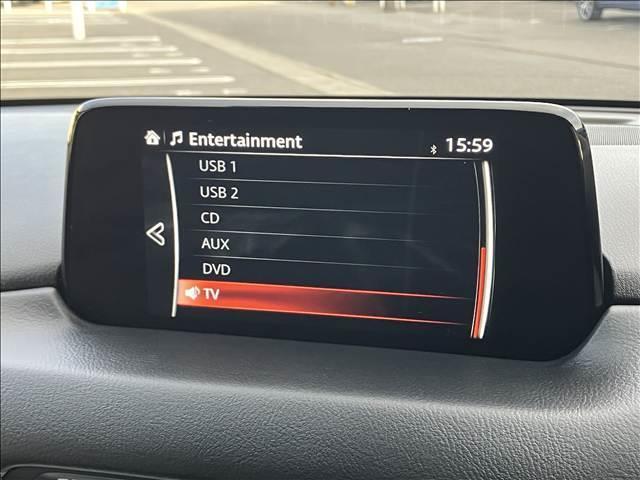 Entertainment
15:59
USB 1
USB 2
CD
AUX
DVD
TV